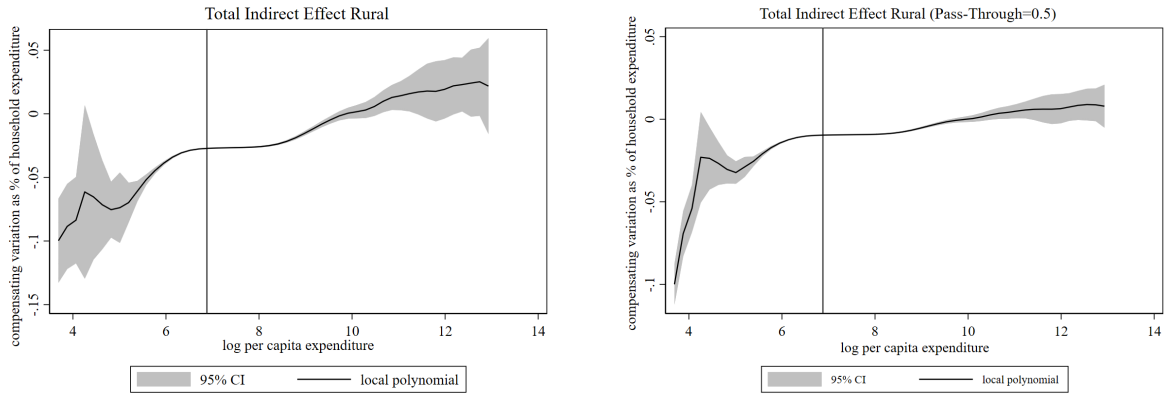 Total Indirect Effect Rural
compensating variation as % of household expenditure
.05
0
-.05
-.1
-.15
4
6
8
10
12
14
log per capita expenditure
95% CI
local polynomial
Total Indirect Effect Rural (Pass-Through=0.5)
compensating variation as % of household expenditure
.05
0
-.05
-.1
4
6
8
10
12
14
log per capita expenditure
95% CI
local polynomial